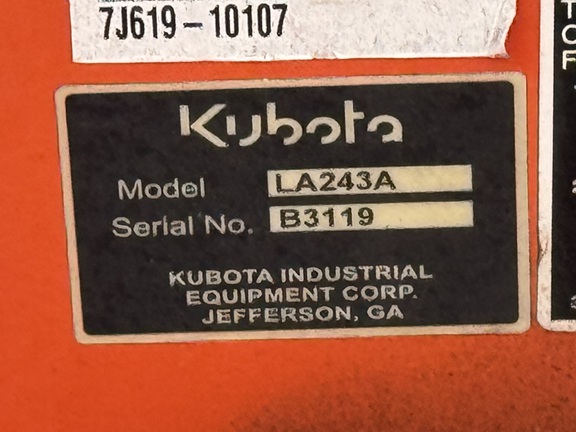 7J619-10107
Kubota
Model LA243A
Serial No. B3119
KUBOTA INDUSTRIAL
EQUIPMENT CORP.
JEFFERSON, GA